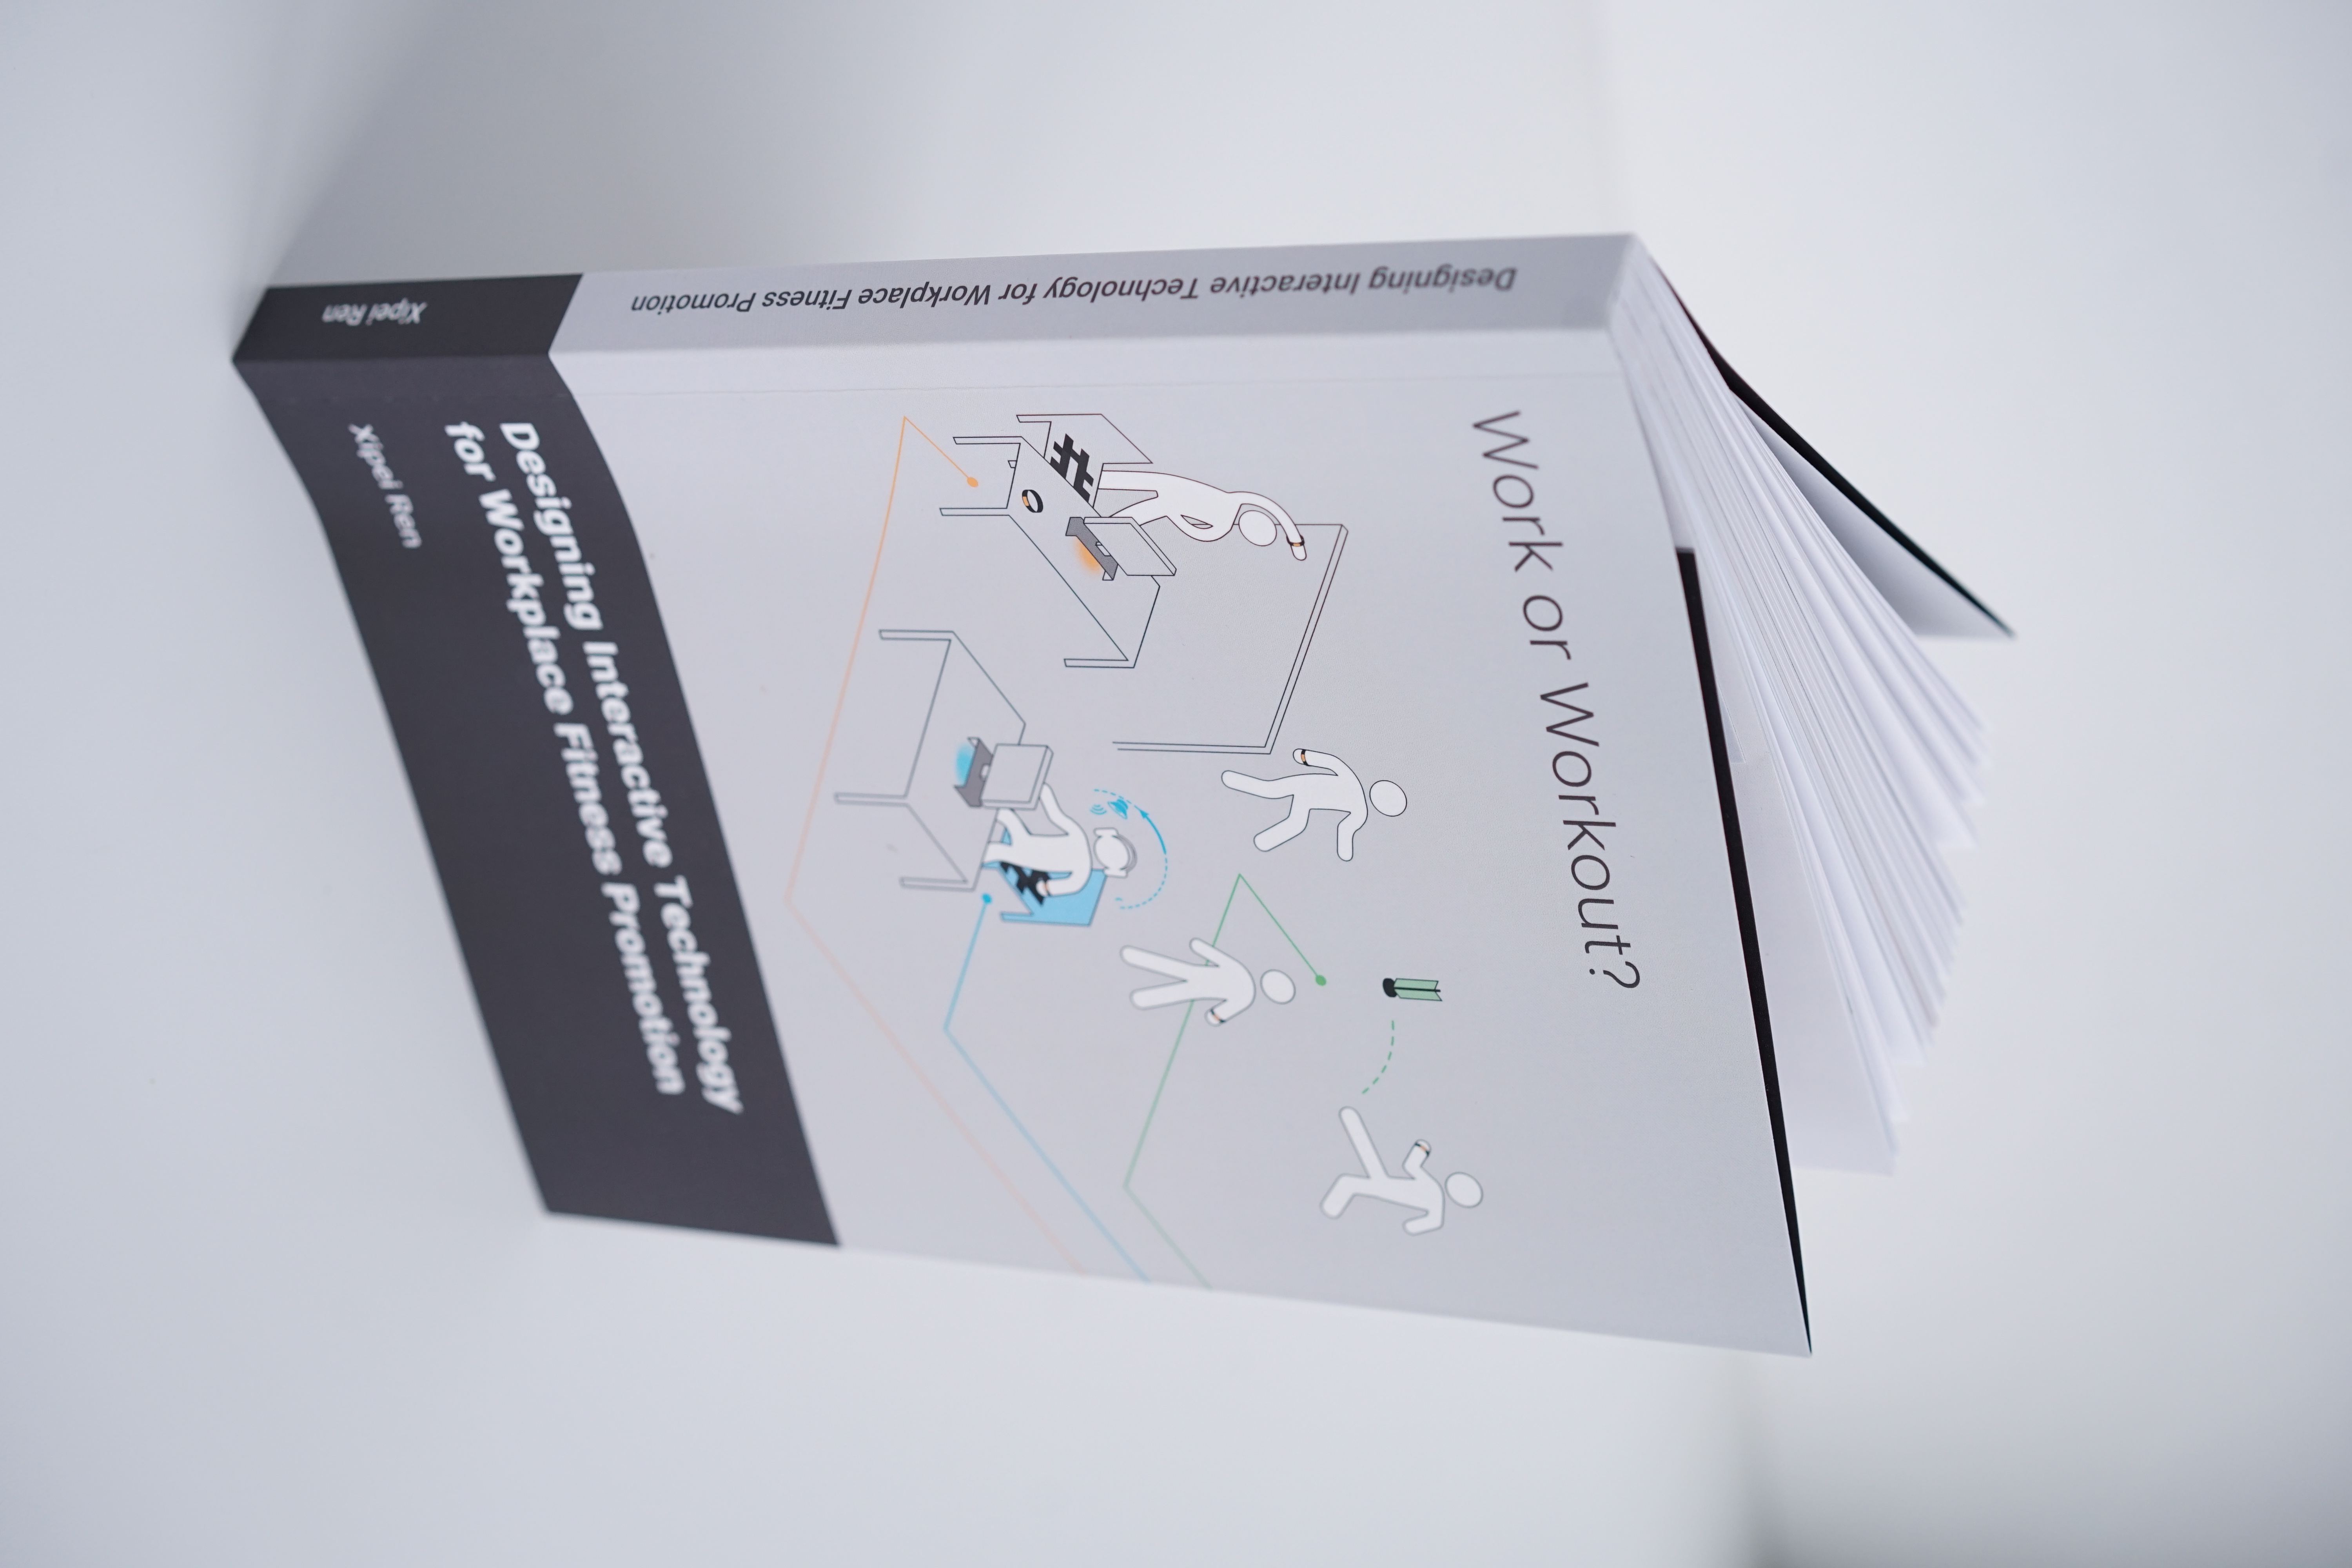 Work or Workout?
Designing Interactive Technology
for Workplace Fitness Promotion
Xipei Ren
Designing Interactive Technology for Workplace Fitness Promotion
Xipei Ren